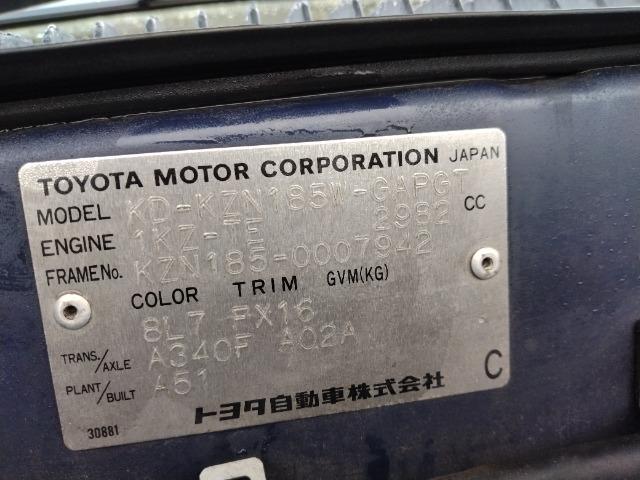 TOYOTA MOTOR CORPORATION JAPAN
MODEL KD-KZN185W-GAPGT
ENGINE 1KZ-TE 2982 CC
FRAME No. KZN185-0007942
COLOR TRIM GVM(KG)
8L7 FX16
TRANS./AXLE A340F A02A
PLANT/BUILT A51
C
トヨタ自動車株式会社
30881